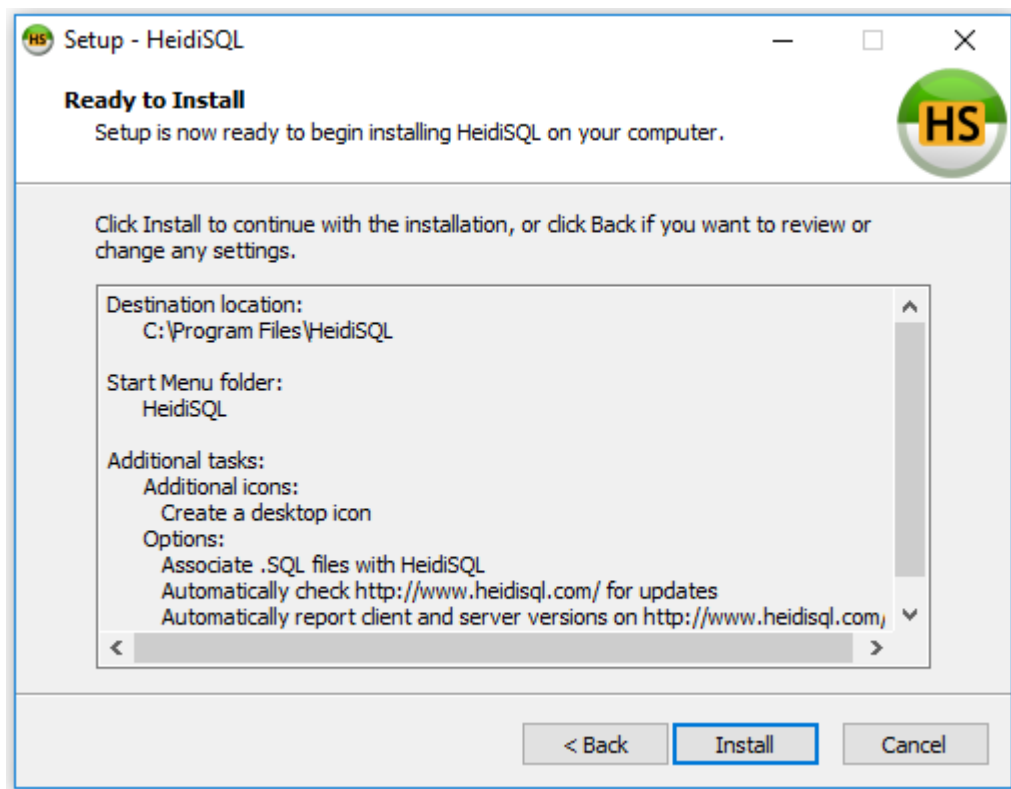 HS Setup - HeidiSQL
Ready to Install
Setup is now ready to begin installing HeidiSQL on your computer.
HS
Click Install to continue with the installation, or click Back if you want to review or
change any settings.
Destination location:
C:\Program Files\HeidiSQL
Start Menu folder:
HeidiSQL
Additional tasks:
Additional icons:
Create a desktop icon
Options:
Associate .SQL files with HeidiSQL
Automatically check http://www.heidisql.com/ for updates
Automatically report client and server versions on http://www.heidisql.com/
< Back Install Cancel